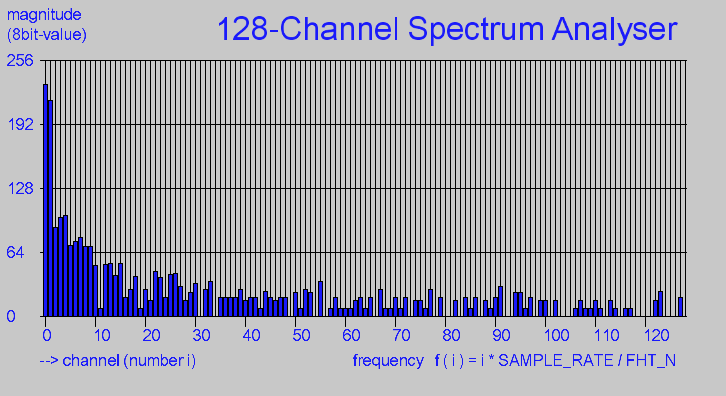 magnitude
(8bit-value)
128-Channel Spectrum Analyser
256
192
128
64
0
0 10 20 30 40 50 60 70 80 90 100 110 120
--> channel (number i)
frequency f ( i ) = i * SAMPLE_RATE / FHT_N